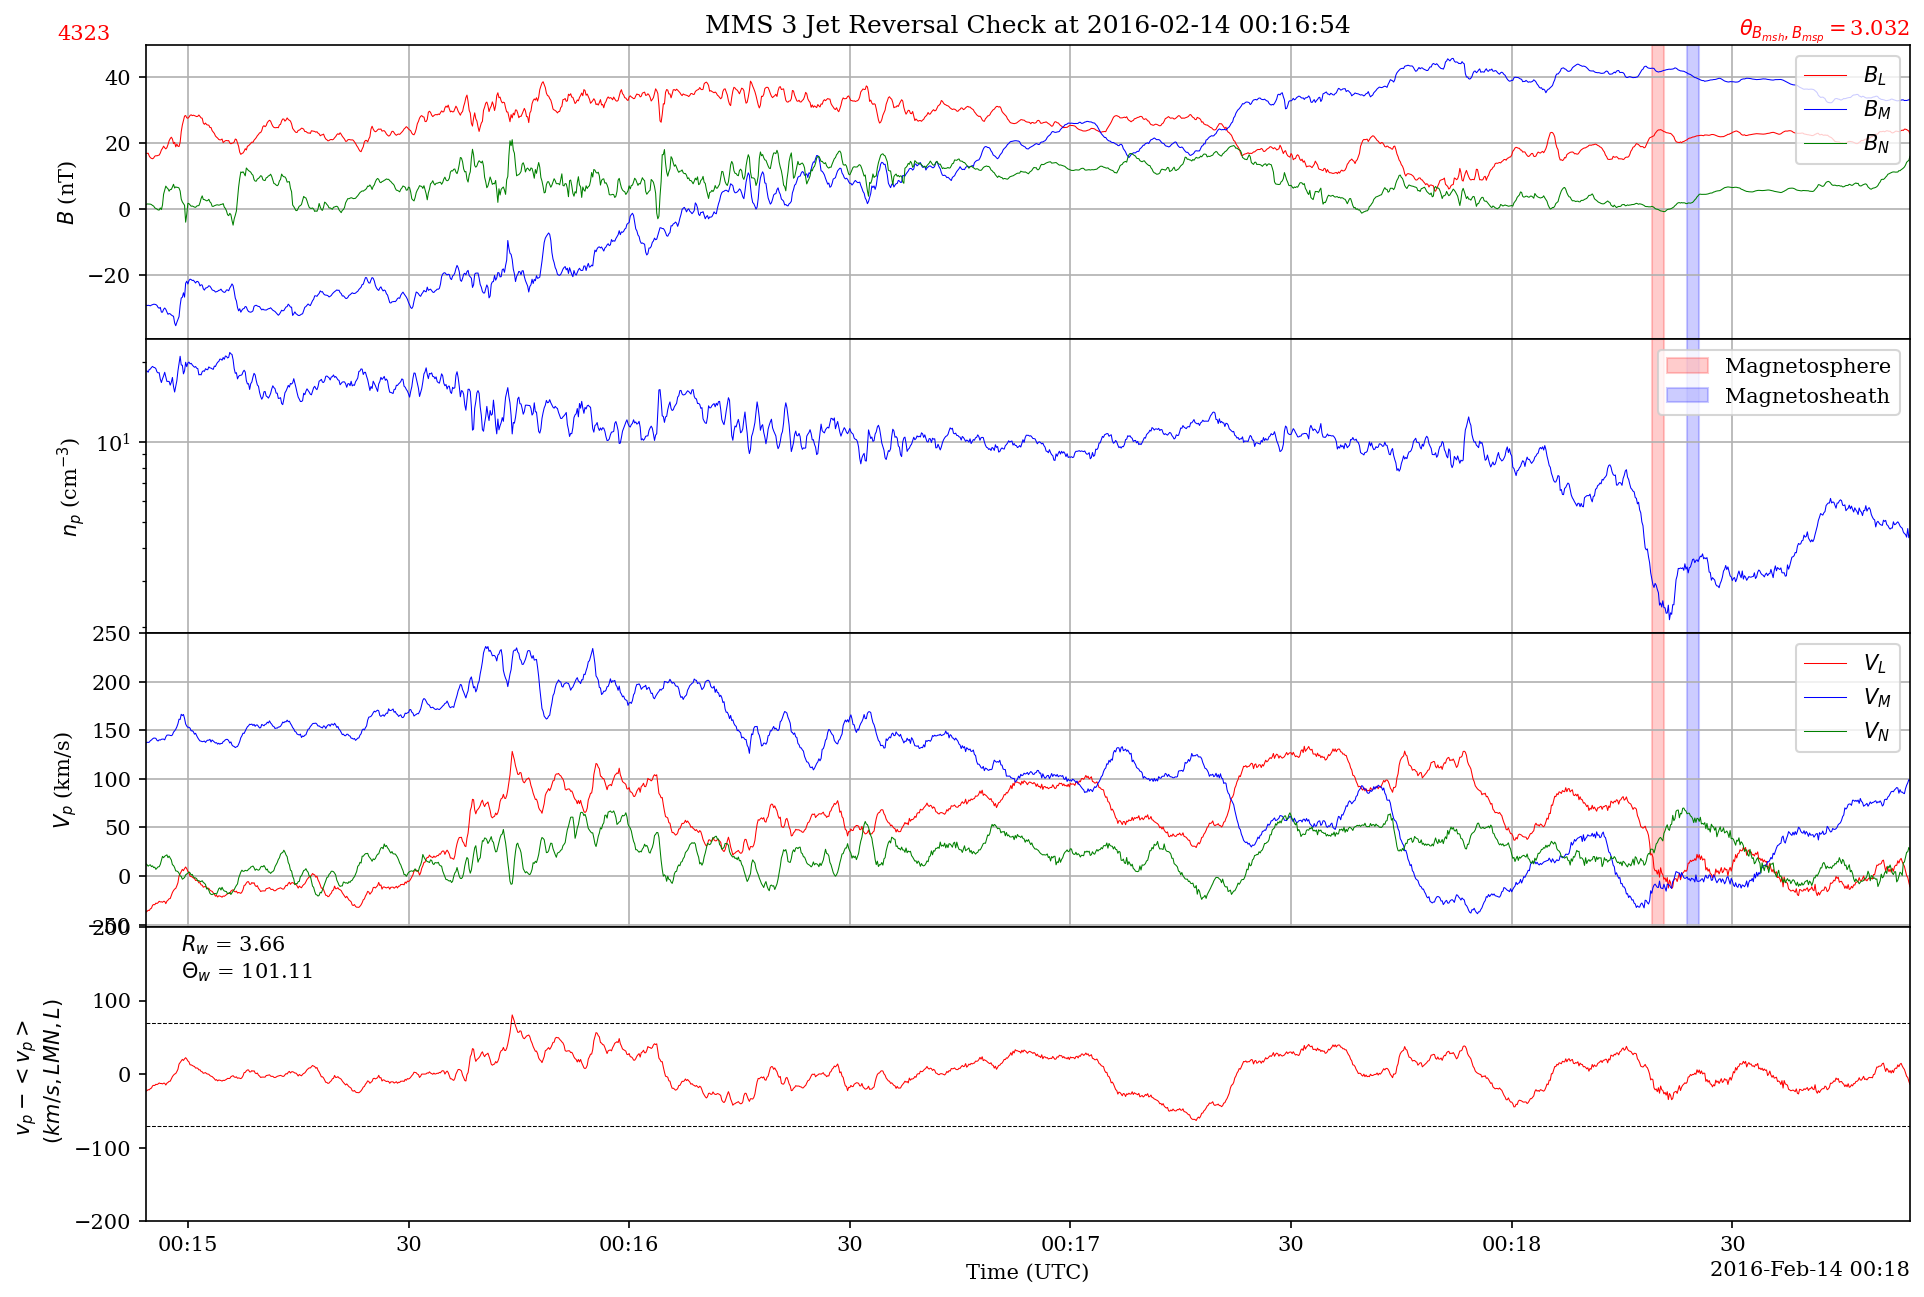 MMS 3 Jet Reversal Check at 2016-02-14 00:16:54
4323
θ_{B_{msh}, B_{msp}} = 3.032
40
20
0
−20
B (nT)
B_L
B_M
B_N
10^1
n_p (cm^{−3})
Magnetosphere
Magnetosheath
250
200
150
100
50
0
−50
V_p (km/s)
V_L
V_M
V_N
200
100
0
−100
−200
v_p − < v_p >
(km/s, LMN, L)
R_w = 3.66
Θ_w = 101.11
00:15 30 00:16 30 00:17 30 00:18 30
Time (UTC)
2016-Feb-14 00:18